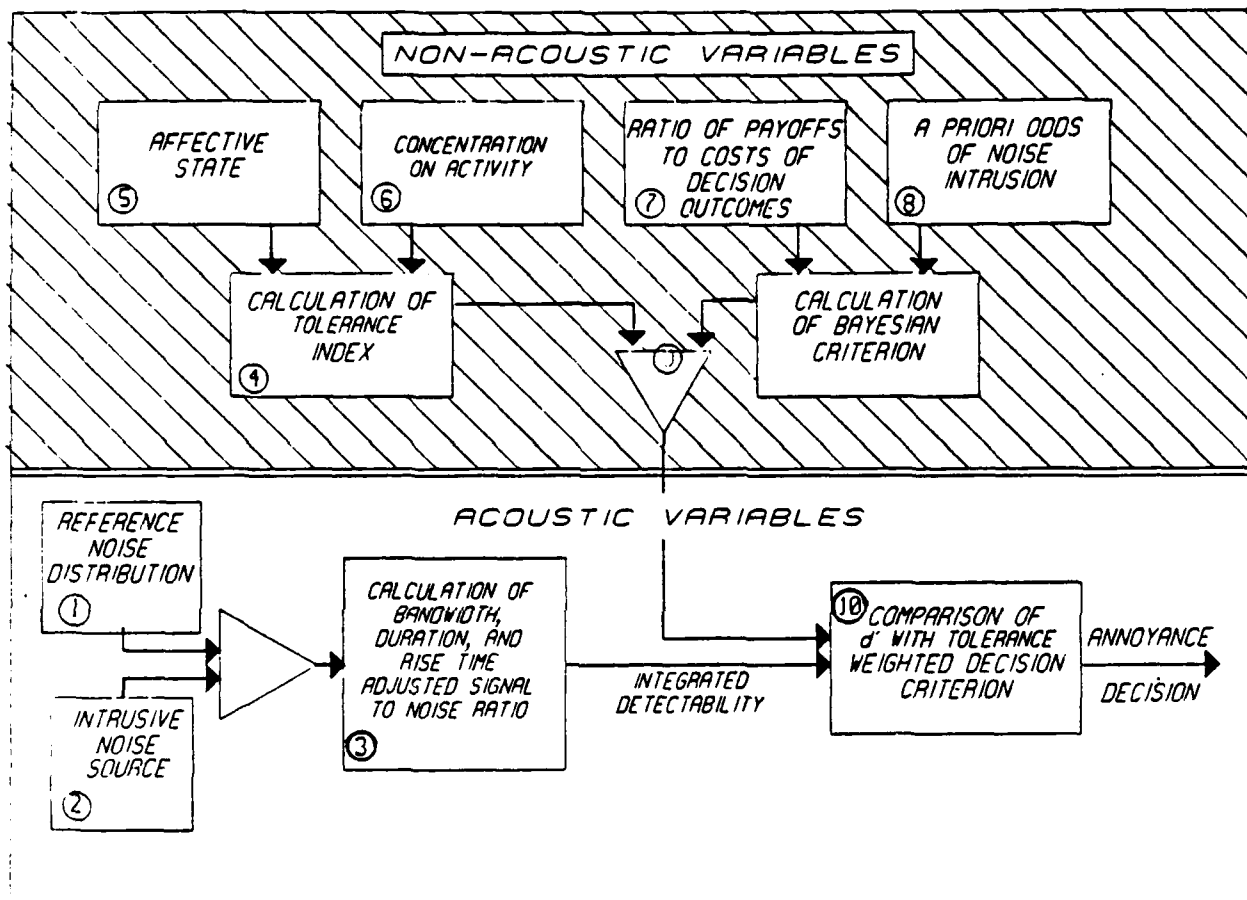 NON-ACOUSTIC VARIABLES
AFFECTIVE
STATE
5
CONCENTRATION
ON ACTIVITY
6
RATIO OF PAYOFFS
TO COSTS OF
DECISION
OUTCOMES
7
A PRIORI ODDS
OF NOISE
INTRUSION
8
CALCULATION OF
TOLERANCE
INDEX
4
CALCULATION
OF BAYESIAN
CRITERION
ACOUSTIC VARIABLES
REFERENCE
NOISE
DISTRIBUTION
1
INTRUSIVE
NOISE
SOURCE
2
CALCULATION OF
BANDWIDTH,
DURATION, AND
RISE TIME
ADJUSTED SIGNAL
TO NOISE RATIO
3
INTEGRATED
DETECTABILITY
10
COMPARISON OF
d' WITH TOLERANCE
WEIGHTED DECISION
CRITERION
ANNOYANCE
DECISION